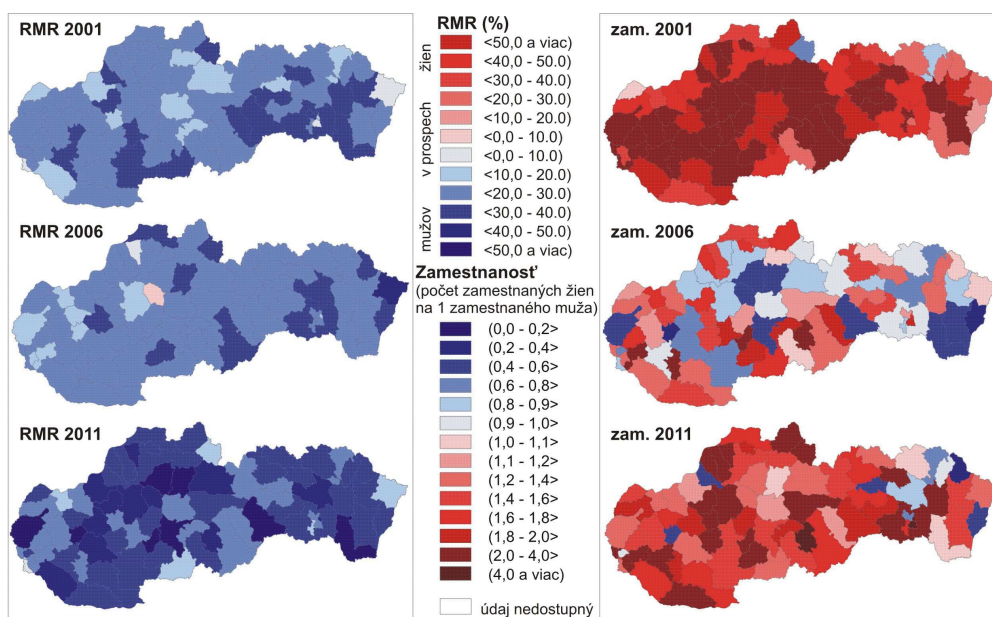 RMR 2001
RMR 2006
RMR 2011
RMR (%)
žien
v prospech
mužov
<50,0 a viac)
<40,0 - 50.0)
<30.0 - 40.0)
<20,0 - 30.0)
<10,0 - 20.0)
<0,0 - 10.0)
<0,0 - 10.0)
<10,0 - 20.0)
<20,0 - 30.0)
<30,0 - 40.0)
<40,0 - 50.0)
<50,0 a viac)
Zamestnanosť
(počet zamestnaných žien
na 1 zamestnaného muža)
(0,0 - 0,2>
(0,2 - 0,4>
(0,4 - 0,6>
(0,6 - 0,8>
(0,8 - 0,9>
(0,9 - 1,0>
(1,0 - 1,1>
(1,1 - 1,2>
(1,2 - 1,4>
(1,4 - 1,6>
(1,6 - 1,8>
(1,8 - 2,0>
(2,0 - 4,0>
(4,0 a viac)
údaj nedostupný
zam. 2001
zam. 2006
zam. 2011